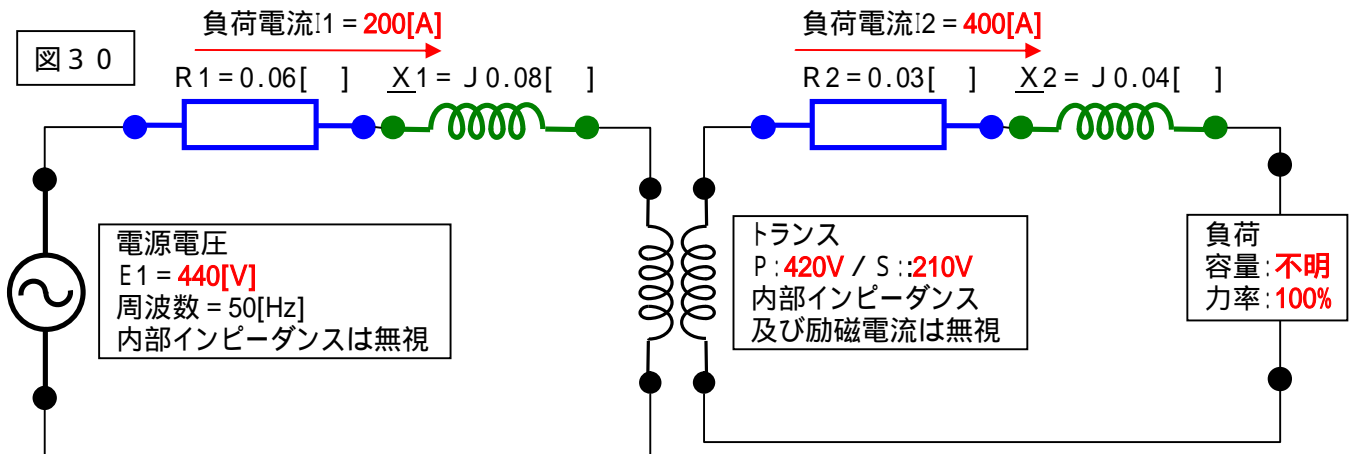 負荷電流I1 = 200[A]
負荷電流I2 = 400[A]
図３０
R1 = 0.06[ ]
X1 = J0.08[ ]
R2 = 0.03[ ]
X2 = J0.04[ ]
電源電圧
E1 = 440[V]
周波数 = 50[Hz]
内部インピーダンスは無視
トランス
P : 420V / S : : 210V
内部インピーダンス
及び励磁電流は無視
負荷
容量 : 不明
力率 : 100%